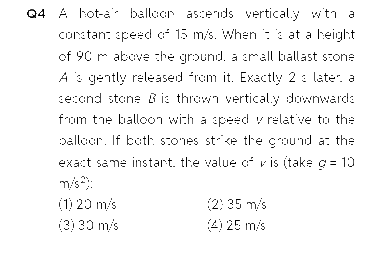 Q4 A hot-air balloon ascends vertically with a
constant speed of 15 m/s. When it is at a height
of 90 m above the ground, a small ballast stone
A is gently released from it. Exactly 2 s later, a
second stone B is thrown vertically downwards
from the balloon with a speed v relative to the
balloon. If both stones strike the ground at the
exact same instant, the value of v is (take g = 10
m/s²):
(1) 20 m/s (2) 35 m/s
(3) 30 m/s (4) 25 m/s